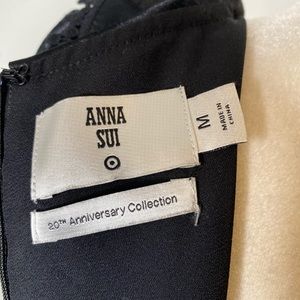 ANNA
SUI
M
MADE IN
CHINA
20TH Anniversary Collection